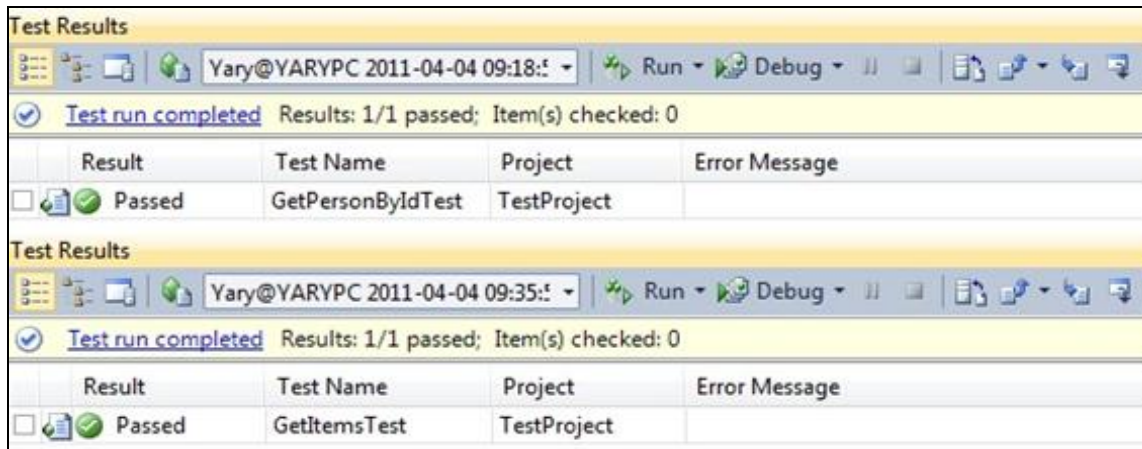 Test Results
Yary@YARYPC 2011-04-04 09:18:5 Run Debug
Test run completed Results: 1/1 passed; Item(s) checked: 0
Result Test Name Project Error Message
Passed GetPersonByIdTest TestProject
Test Results
Yary@YARYPC 2011-04-04 09:35:5 Run Debug
Test run completed Results: 1/1 passed; Item(s) checked: 0
Result Test Name Project Error Message
Passed GetItemsTest TestProject